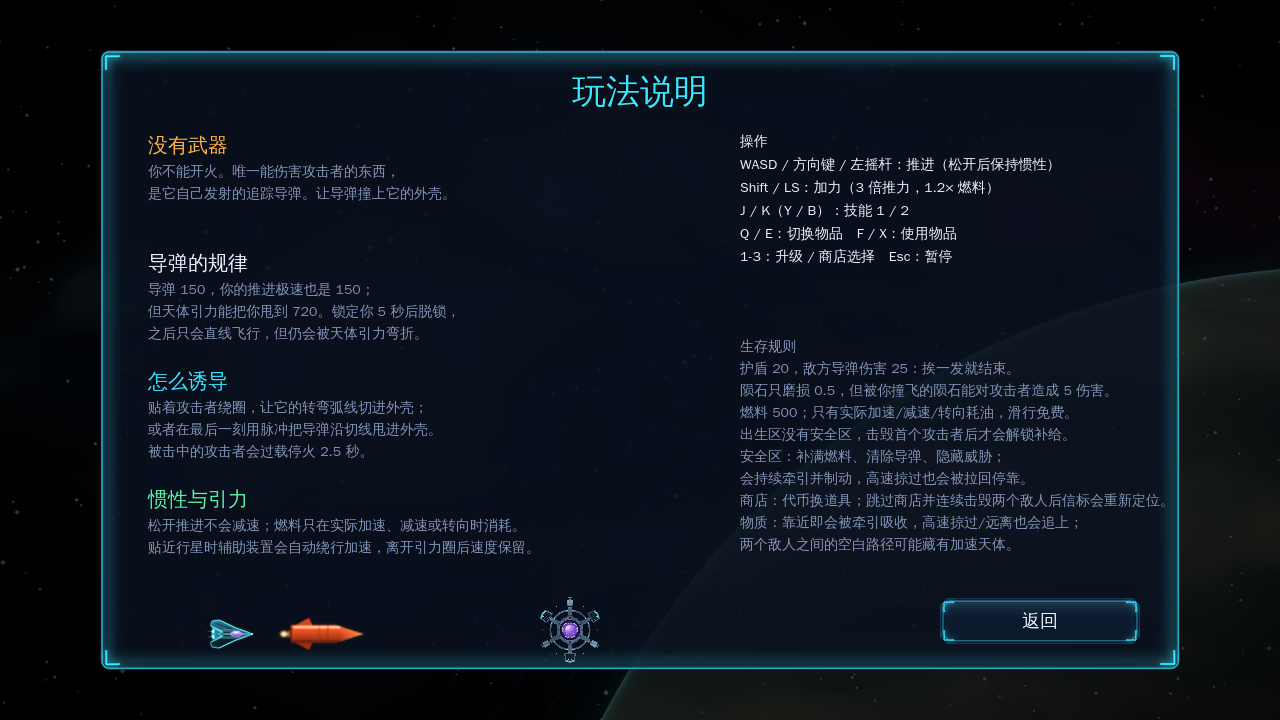 玩法说明
没有武器
你不能开火。唯一能伤害攻击者的东西，
是它自己发射的追踪导弹。让导弹撞上它的外壳。
导弹的规律
导弹 150，你的推进极速也是 150；
但天体引力能把你甩到 720。锁定你 5 秒后脱锁，
之后只会直线飞行，但仍会被天体引力弯折。
怎么诱导
贴着攻击者绕圈，让它的转弯弧线切进外壳；
或者在最后一刻用脉冲把导弹沿切线甩进外壳。
被击中的攻击者会过载停火 2.5 秒。
惯性与引力
松开推进不会减速；燃料只在实际加速、减速或转向时消耗。
贴近行星时辅助装置会自动绕行加速，离开引力圈后速度保留。
操作
WASD / 方向键 / 左摇杆：推进（松开后保持惯性）
Shift / LS：加力（3 倍推力，1.2× 燃料）
J / K（Y / B）：技能 1 / 2
Q / E：切换物品　F / X：使用物品
1-3：升级 / 商店选择　Esc：暂停
生存规则
护盾 20，敌方导弹伤害 25：挨一发就结束。
陨石只磨损 0.5，但被你撞飞的陨石能对攻击者造成 5 伤害。
燃料 500；只有实际加速/减速/转向耗油，滑行免费。
出生区没有安全区，击毁首个攻击者后才会解锁补给。
安全区：补满燃料、清除导弹、隐藏威胁；
会持续牵引并制动，高速掠过也会被拉回停靠。
商店：代币换道具；跳过商店并连续击毁两个敌人后信标会重新定位。
物质：靠近即会被牵引吸收，高速掠过/远离也会追上；
两个敌人之间的空白路径可能藏有加速天体。
返回